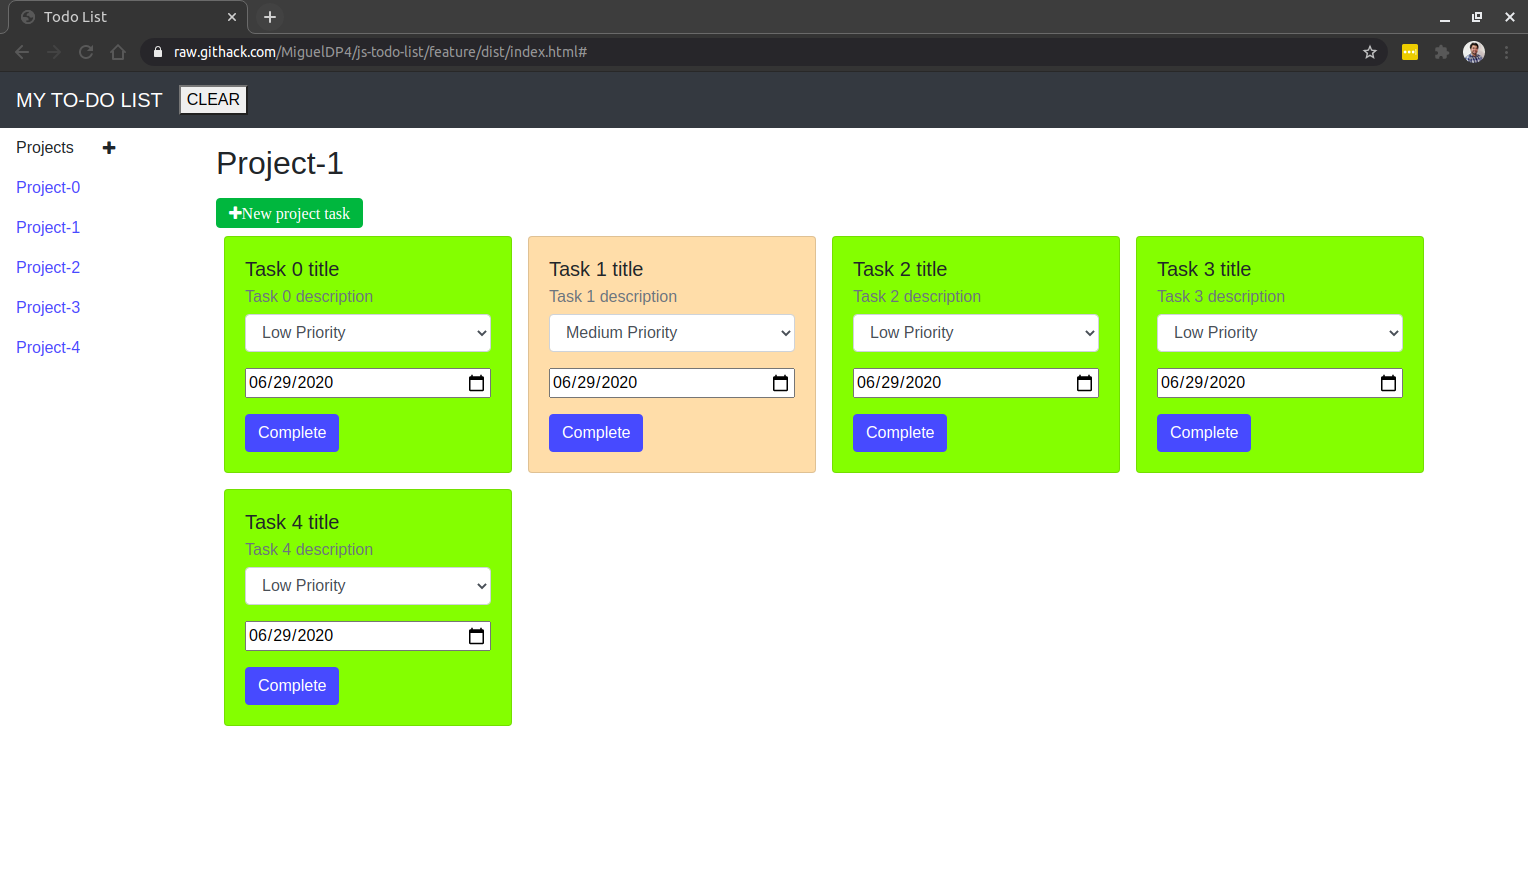 Todo List
raw.githack.com/MiguelDP4/js-todo-list/feature/dist/index.html#
MY TO-DO LIST CLEAR
Projects
Project-0
Project-1
Project-2
Project-3
Project-4
Project-1
New project task
Task 0 title
Task 0 description
Low Priority
06/29/2020
Complete
Task 1 title
Task 1 description
Medium Priority
06/29/2020
Complete
Task 2 title
Task 2 description
Low Priority
06/29/2020
Complete
Task 3 title
Task 3 description
Low Priority
06/29/2020
Complete
Task 4 title
Task 4 description
Low Priority
06/29/2020
Complete